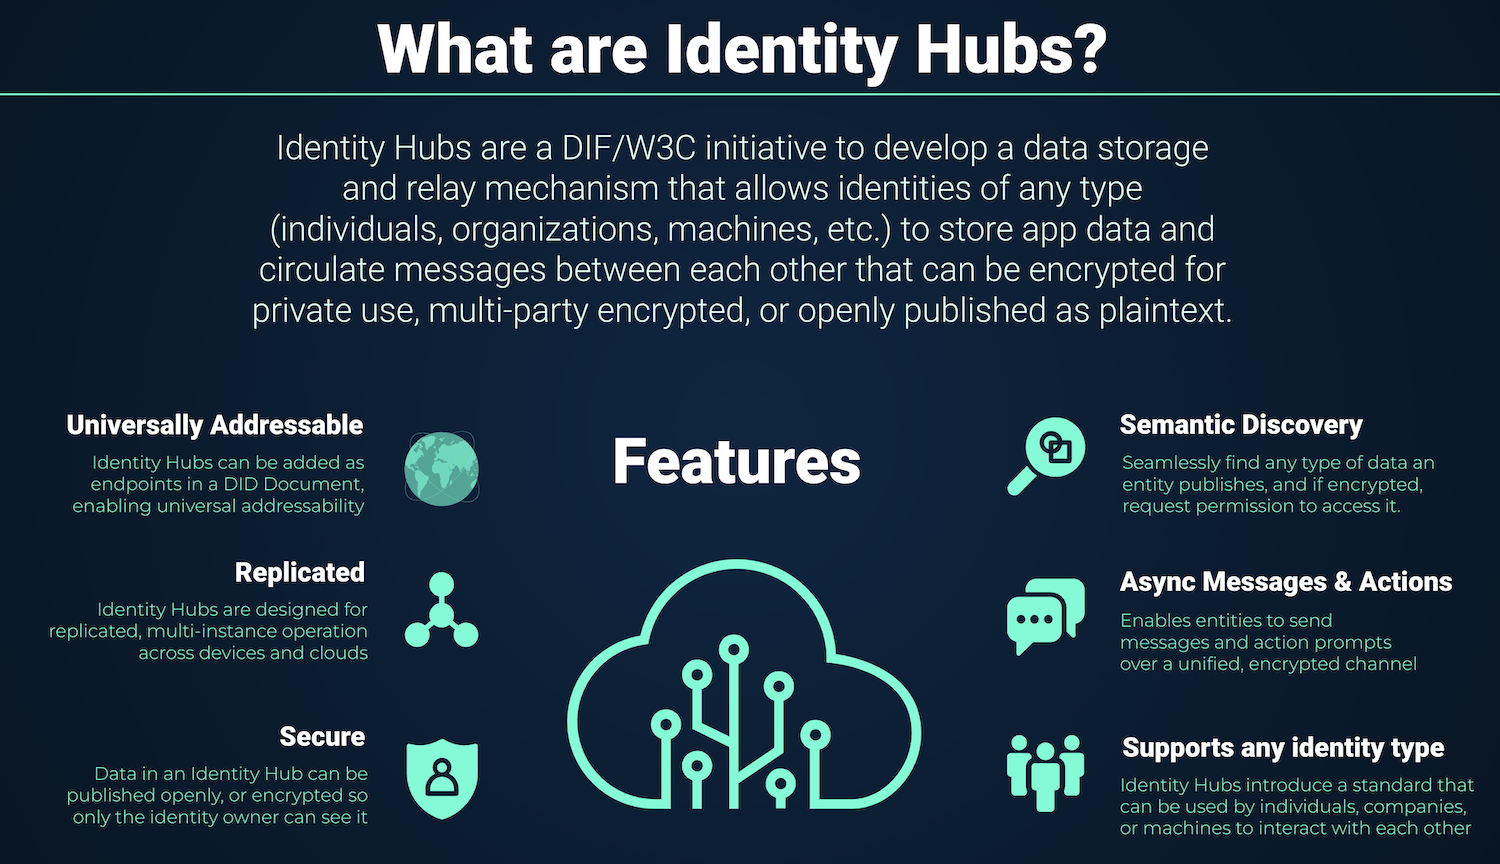 What are Identity Hubs?
Identity Hubs are a DIF/W3C initiative to develop a data storage
and relay mechanism that allows identities of any type
(individuals, organizations, machines, etc.) to store app data and
circulate messages between each other that can be encrypted for
private use, multi-party encrypted, or openly published as plaintext.
Features
Universally Addressable
Identity Hubs can be added as
endpoints in a DID Document,
enabling universal addressability
Replicated
Identity Hubs are designed for
replicated, multi-instance operation
across devices and clouds
Secure
Data in an Identity Hub can be
published openly, or encrypted so
only the identity owner can see it
Semantic Discovery
Seamlessly find any type of data an
entity publishes, and if encrypted,
request permission to access it.
Async Messages & Actions
Enables entities to send
messages and action prompts
over a unified, encrypted channel
Supports any identity type
Identity Hubs introduce a standard that
can be used by individuals, companies,
or machines to interact with each other